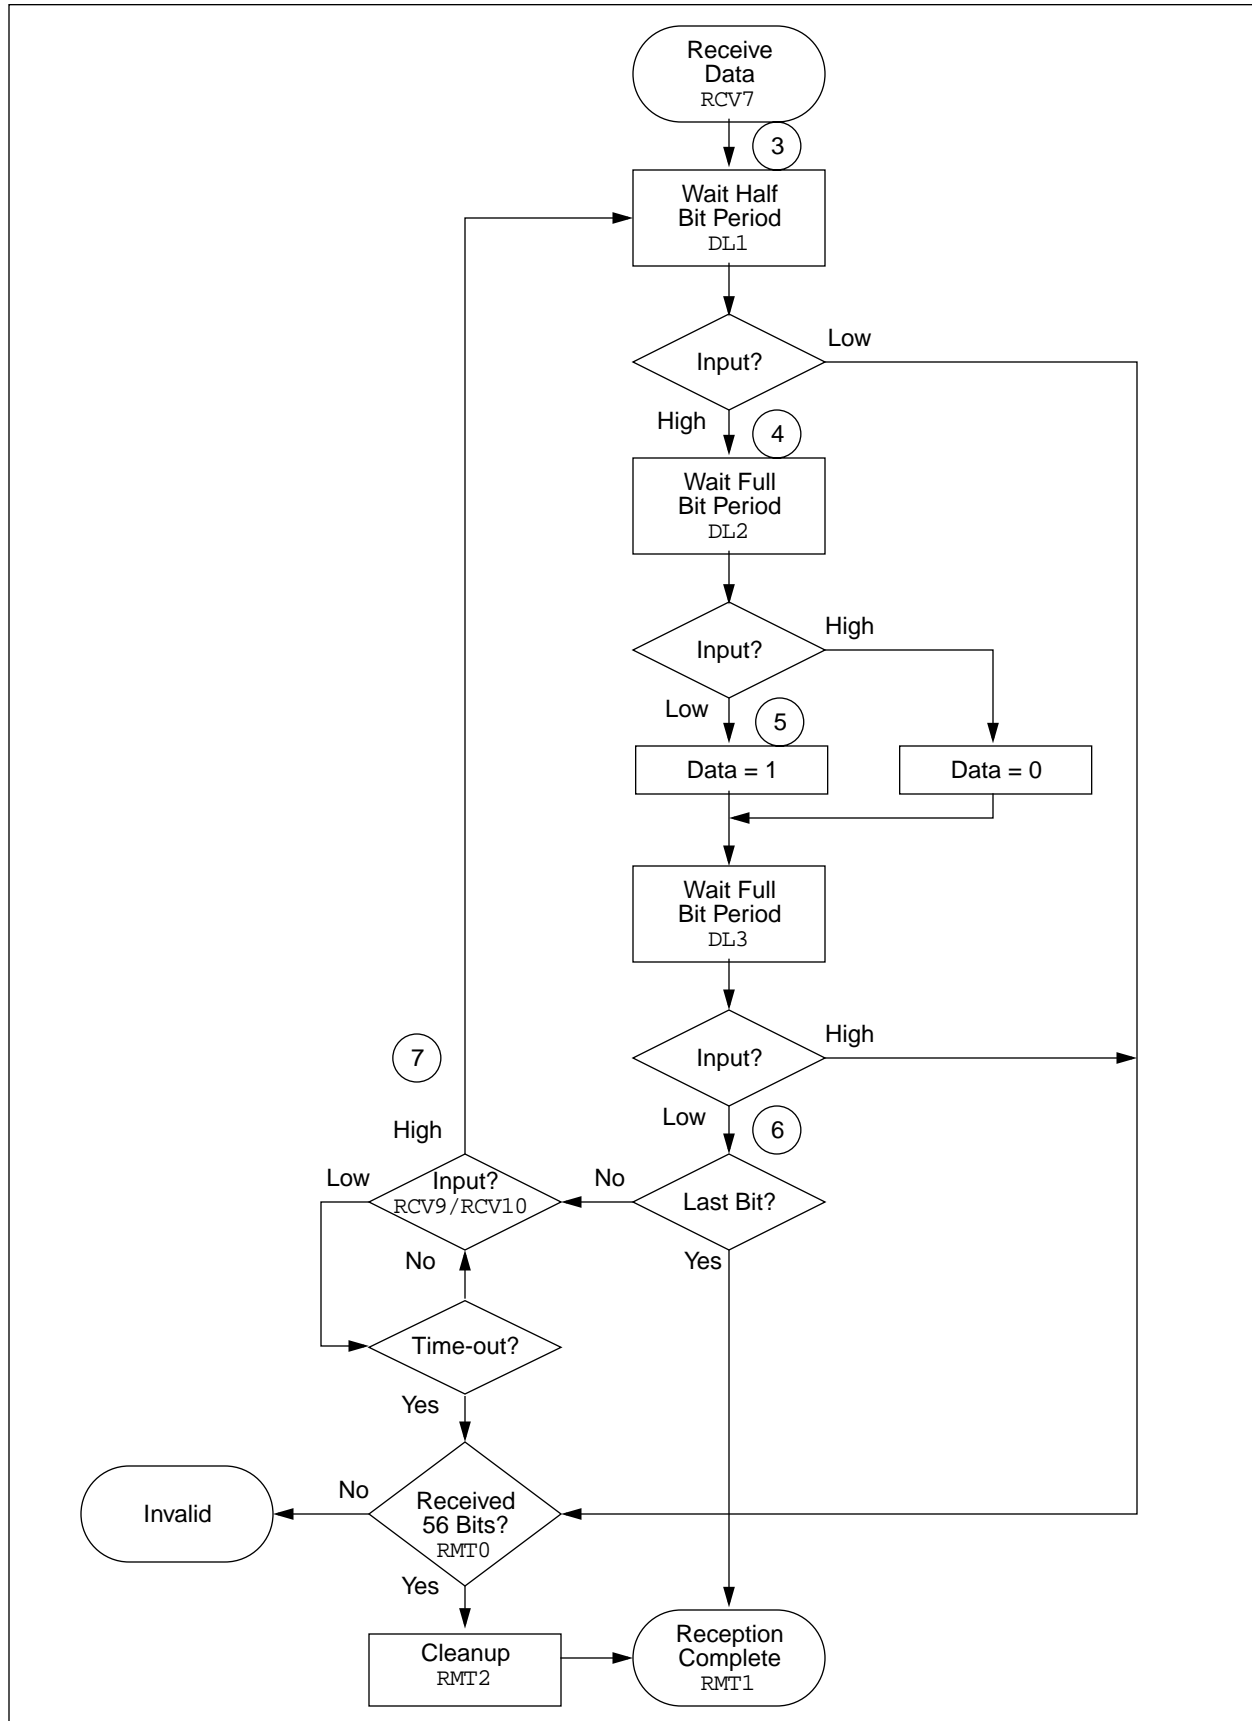 Receive
Data
RCV7
3
Wait Half
Bit Period
DL1
Input?
Low
High
4
Wait Full
Bit Period
DL2
Input?
High
Low
5
Data = 1
Data = 0
Wait Full
Bit Period
DL3
Input?
High
7
Low
6
High
Low
Input?
RCV9/RCV10
No
Last Bit?
No
Yes
Time-out?
Yes
No
Invalid
Received
56 Bits?
RMT0
Yes
Cleanup
RMT2
Reception
Complete
RMT1